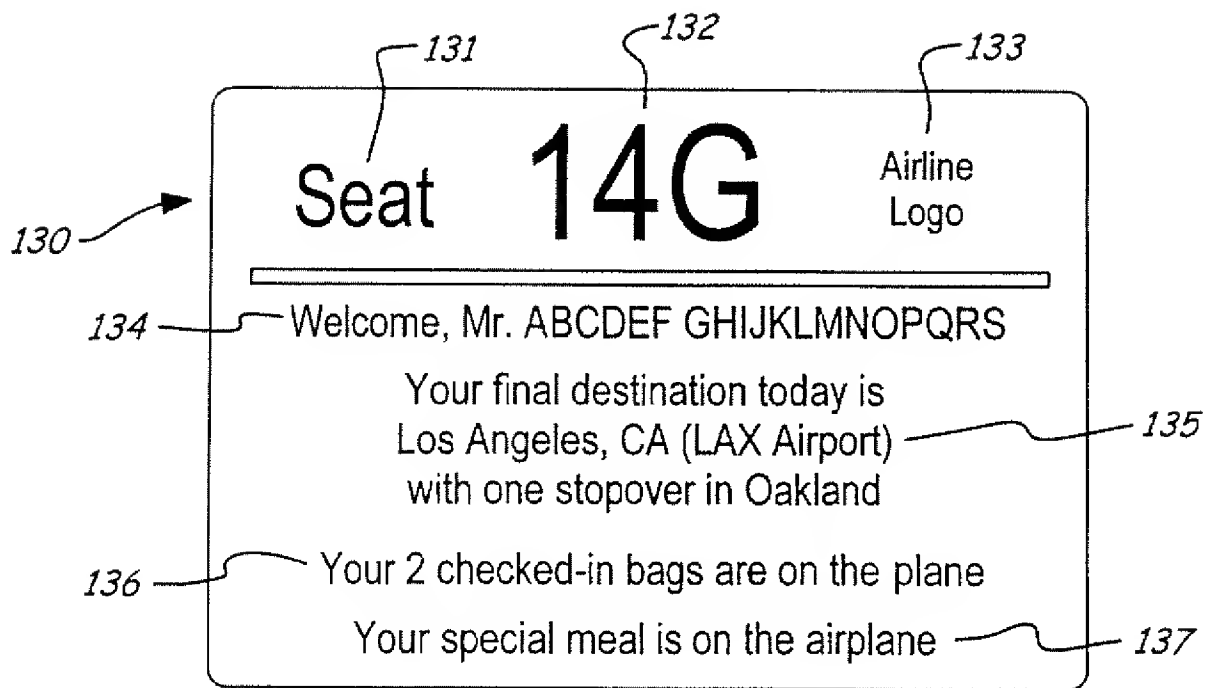 131 132 133
Seat 14G Airline
Logo
130
134 Welcome, Mr. ABCDEF GHIJKLMNOPQRS
Your final destination today is
Los Angeles, CA (LAX Airport) 135
with one stopover in Oakland
136 Your 2 checked-in bags are on the plane
Your special meal is on the airplane 137